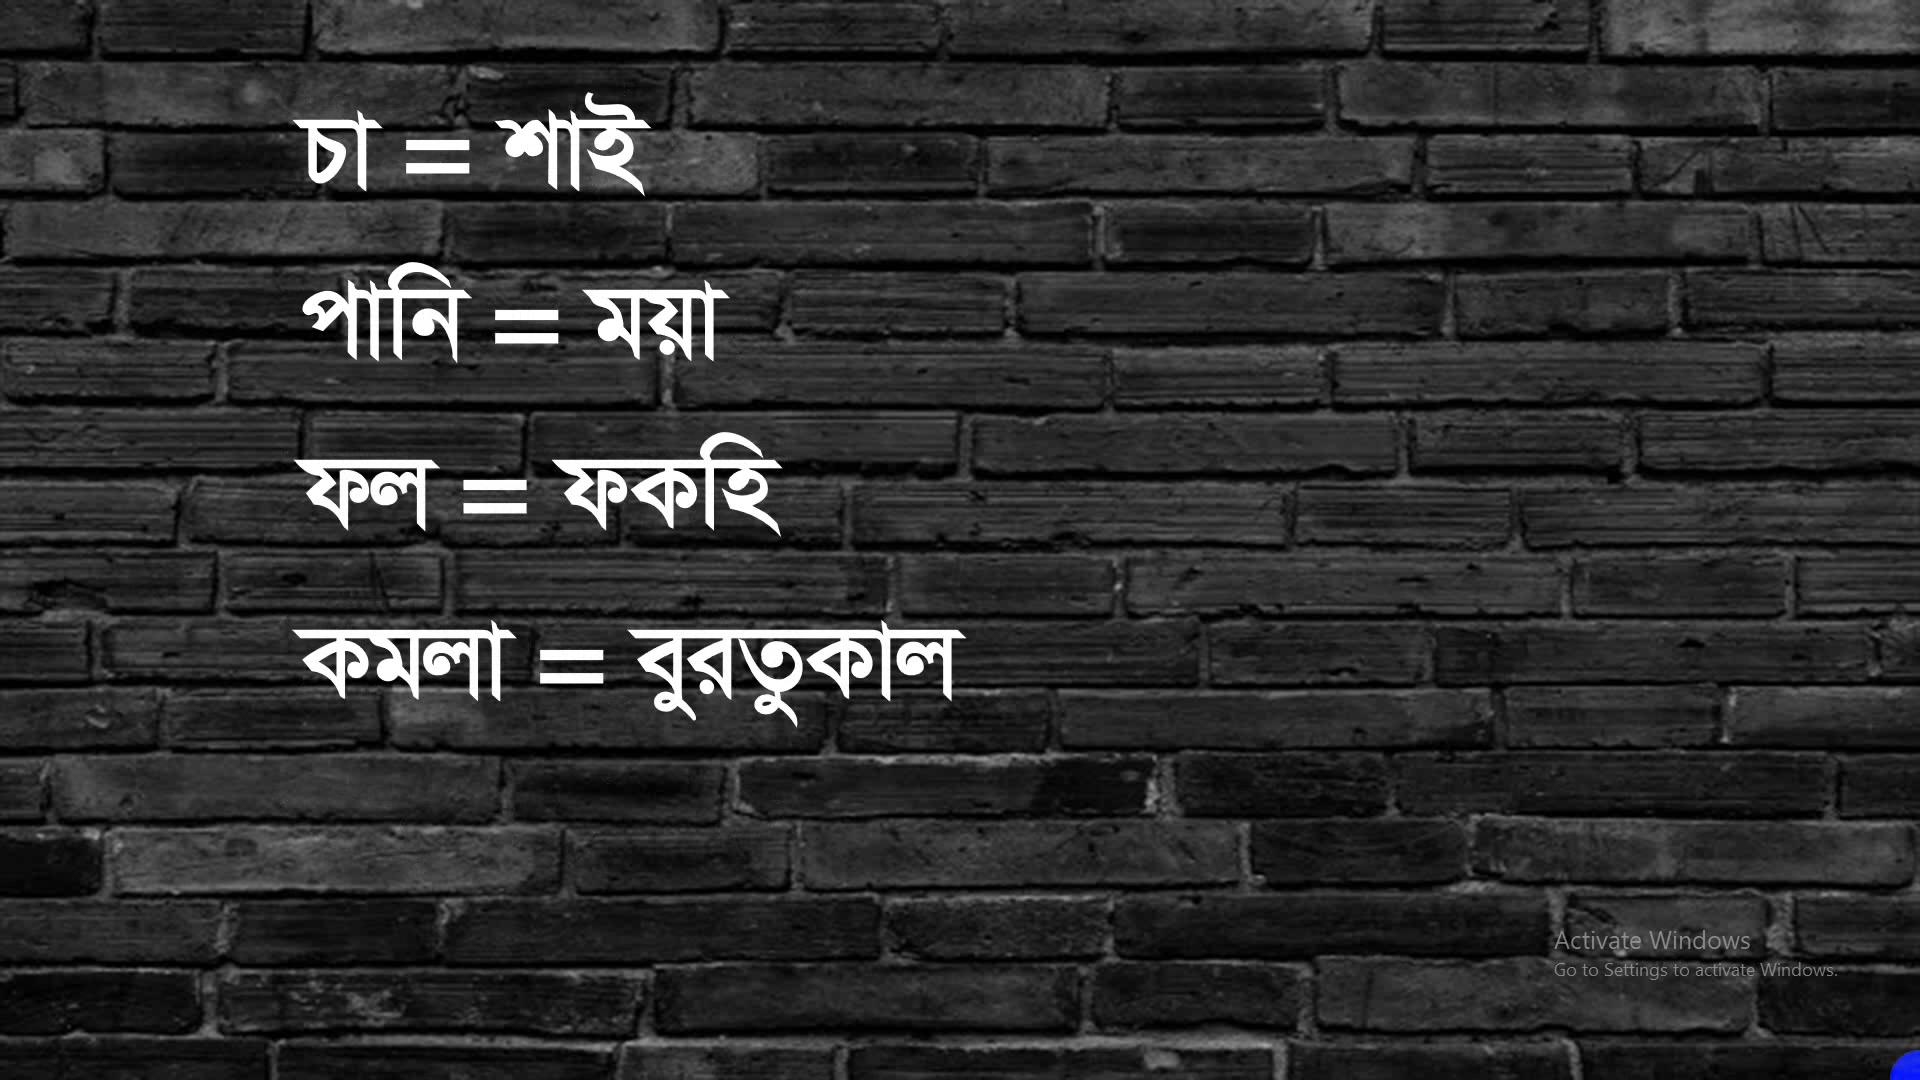 চা = শাই
পানি = ময়া
ফল = ফকহি
কমলা = বুরতুকাল
Activate Windows
Go to Settings to activate Windows.